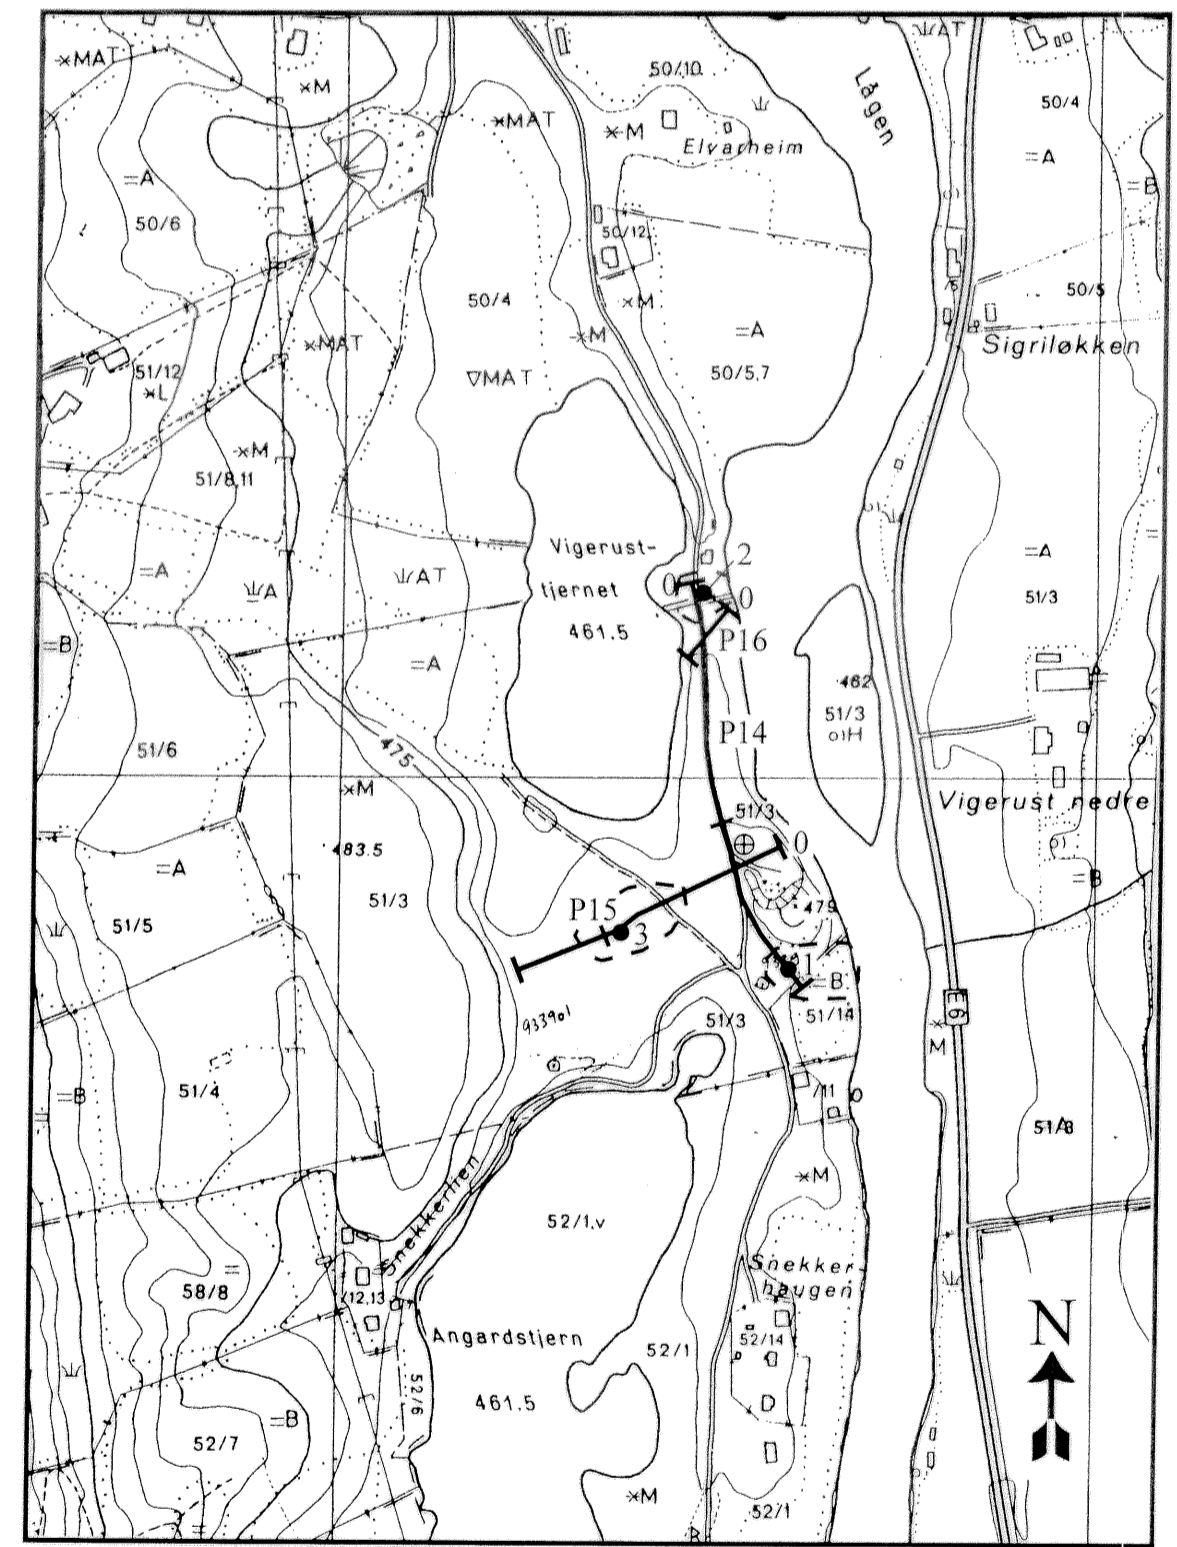 MAT
M
50/10
Lågen
AT
50/4
A
MAT
M
Elvarheim
A
A
B
50/6
50/12
50/4
M
50/5
MAT
M
A
Sigriløkken
51/12
L
MAT
50/5,7
M
51/8,11
Vigerust-
2
A
A
A
AT
tjernet
0
0
51/3
461.5
B
P16
A
462
51/3
H
P14
51/6
475
M
51/3
Vigerust nedre
483.5
0
A
B
51/3
P15
479
51/5
3
1
B
933901
51/3
51/14
E6
M
51/4
/11
B
A
Snekkerhen
M
52/1,v
Snekker
haugen
58/8
/12,13
N
Angardstjern
52/14
52/1
52/6
461.5
B
52/7
M
52/1